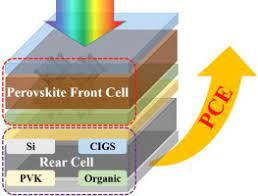 Perovskite Front Cell
Si CIGS
Rear Cell
PVK Organic
PCE